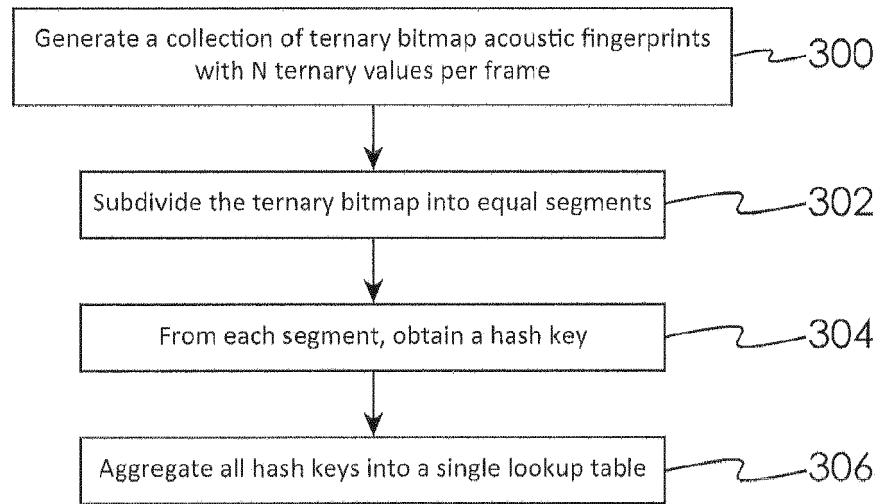 Generate a collection of ternary bitmap acoustic fingerprints
with N ternary values per frame
300
Subdivide the ternary bitmap into equal segments
302
From each segment, obtain a hash key
304
Aggregate all hash keys into a single lookup table
306